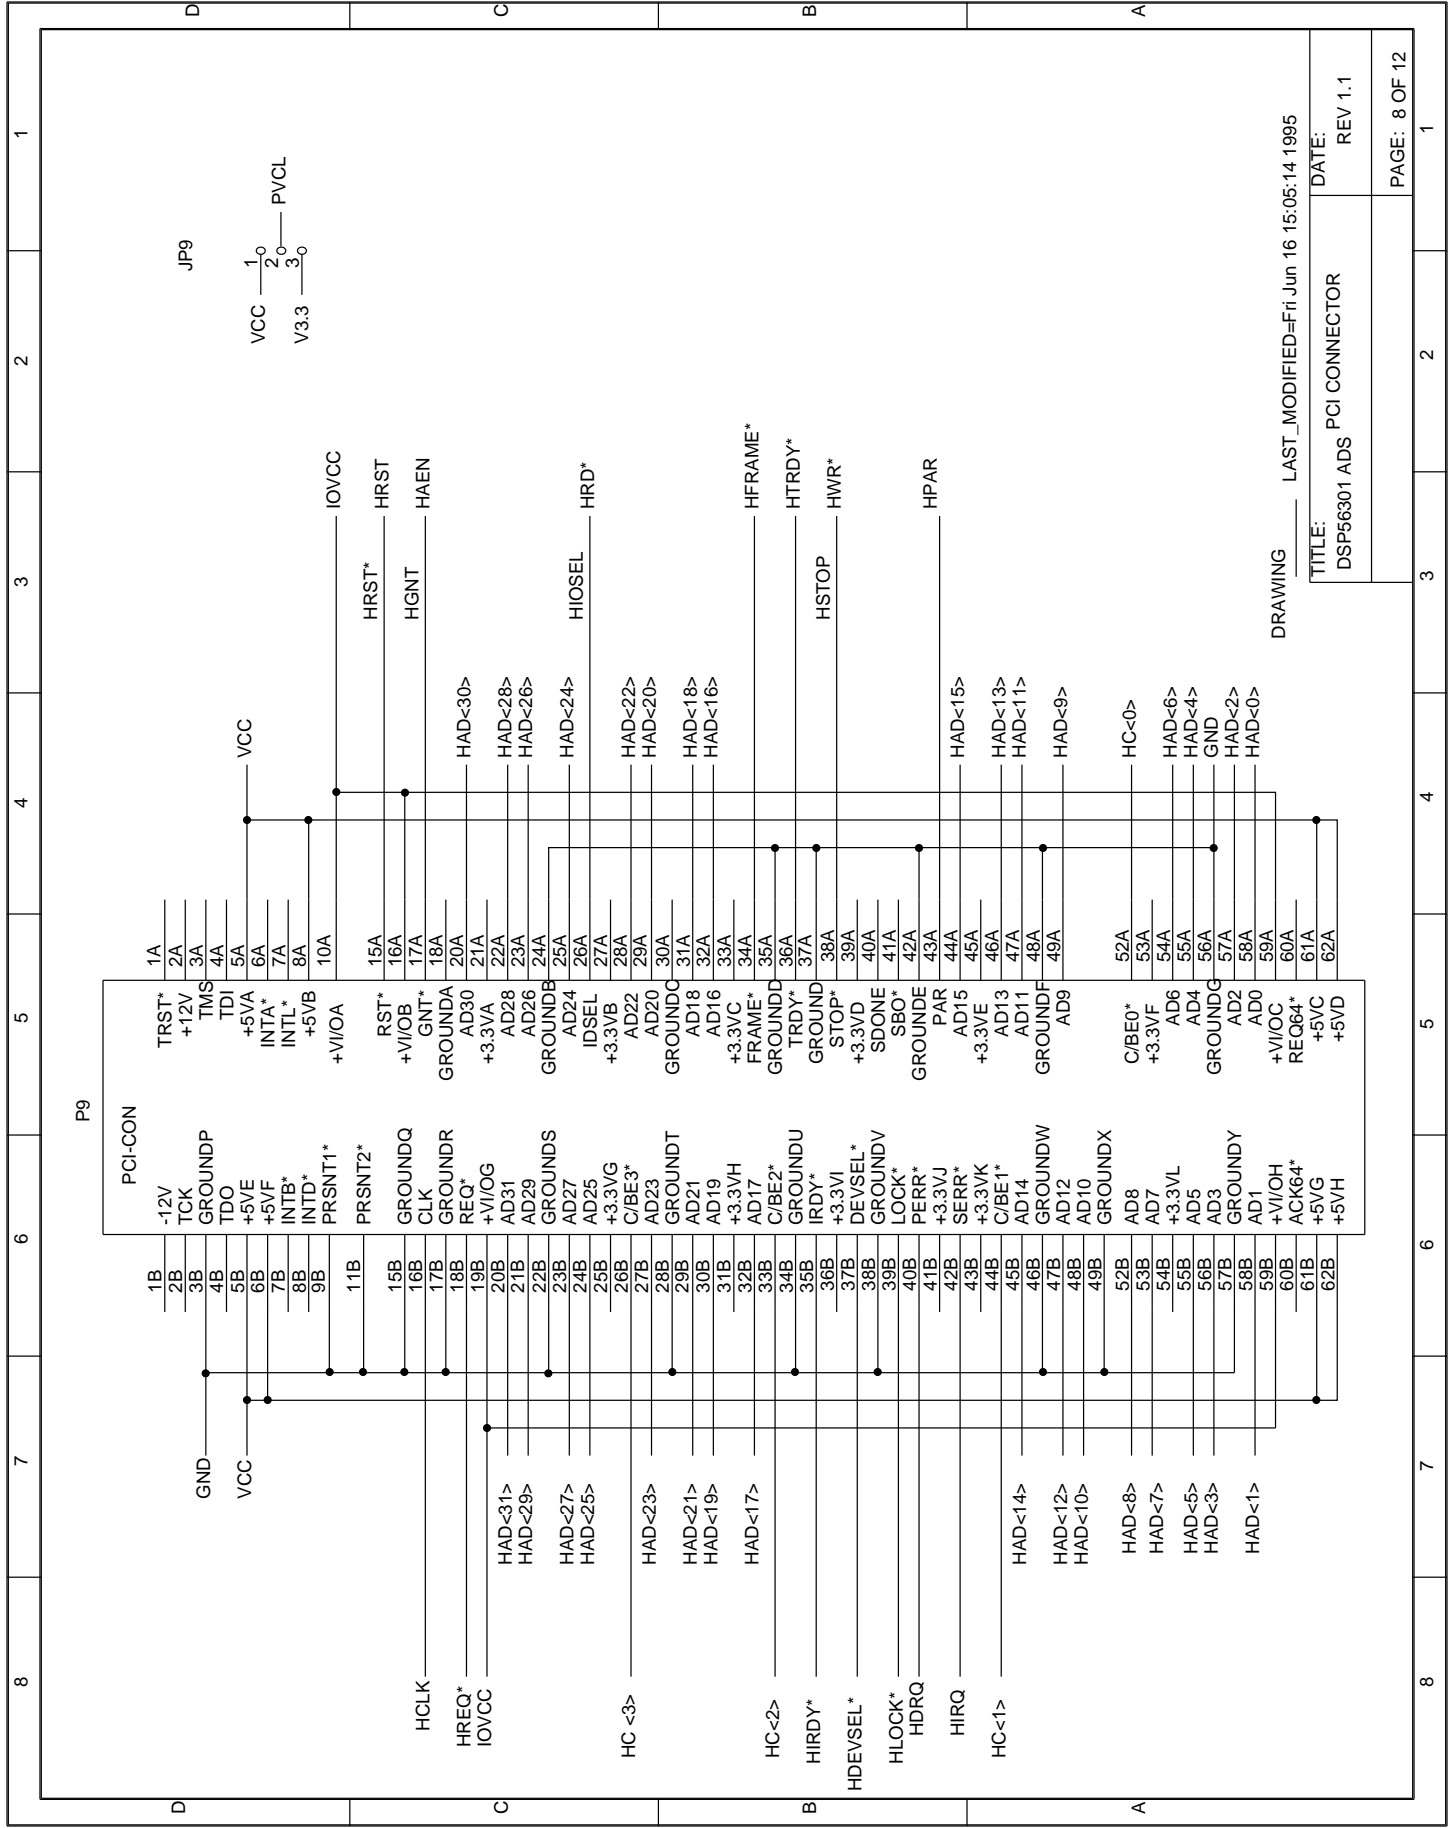 8 7 6 5 4 3 2 1
D
C
B
A
P9
PCI-CON
1B -12V
2B TCK
3B GROUNDP
4B TDO
5B +5VE
6B +5VF
7B INTB*
8B INTD*
9B PRSNT1*
11B PRSNT2*
15B GROUNDQ
16B CLK
17B GROUNDR
18B REQ*
19B +VI/OG
20B AD31
21B AD29
22B GROUNDS
23B AD27
24B AD25
25B +3.3VG
26B C/BE3*
27B AD23
28B GROUNDT
29B AD21
30B AD19
31B +3.3VH
32B AD17
33B C/BE2*
34B GROUNDU
35B IRDY*
36B +3.3VI
37B DEVSEL*
38B GROUNDV
39B LOCK*
40B PERR*
41B +3.3VJ
42B SERR*
43B +3.3VK
44B C/BE1*
45B AD14
46B GROUNDW
47B AD12
48B AD10
49B GROUNDX
52B AD8
53B AD7
54B +3.3VL
55B AD5
56B AD3
57B GROUNDY
58B AD1
59B +VI/OH
60B ACK64*
61B +5VG
62B +5VH
TRST* 1A
+12V 2A
TMS 3A
TDI 4A
+5VA 5A
INTA* 6A
INTL* 7A
+5VB 8A
+VI/OA 10A
RST* 15A
+VI/OB 16A
GNT* 17A
GROUNDA 18A
AD30 20A
+3.3VA 21A
AD28 22A
AD26 23A
GROUNDB 24A
AD24 25A
IDSEL 26A
+3.3VB 27A
AD22 28A
AD20 29A
GROUNDC 30A
AD18 31A
AD16 32A
+3.3VC 33A
FRAME* 34A
GROUNDD 35A
TRDY* 36A
GROUND 37A
STOP* 38A
+3.3VD 39A
SDONE 40A
SBO* 41A
GROUNDE 42A
PAR 43A
AD15 44A
+3.3VE 45A
AD13 46A
AD11 47A
GROUNDF 48A
AD9 49A
C/BE0* 52A
+3.3VF 53A
AD6 54A
AD4 55A
GROUNDG 56A
AD2 57A
AD0 58A
+VI/OC 59A
REQ64* 60A
+5VC 61A
+5VD 62A
GND
VCC
HCLK
HREQ*
IOVCC
HAD<31>
HAD<29>
HAD<27>
HAD<25>
HC <3>
HAD<23>
HAD<21>
HAD<19>
HAD<17>
HC<2>
HIRDY*
HDEVSEL*
HLOCK*
HDRQ
HIRQ
HC<1>
HAD<14>
HAD<12>
HAD<10>
HAD<8>
HAD<7>
HAD<5>
HAD<3>
HAD<1>
VCC
IOVCC
HRST* HRST
HGNT HAEN
HAD<30>
HAD<28>
HAD<26>
HAD<24>
HIOSEL HRD*
HAD<22>
HAD<20>
HAD<18>
HAD<16>
HFRAME*
HTRDY*
HSTOP HWR*
HPAR
HAD<15>
HAD<13>
HAD<11>
HAD<9>
HC<0>
HAD<6>
HAD<4>
GND
HAD<2>
HAD<0>
JP9
VCC 1
2 PVCL
V3.3 3
DRAWING LAST_MODIFIED=Fri Jun 16 15:05:14 1995
TITLE:
DSP56301 ADS PCI CONNECTOR
DATE:
REV 1.1
PAGE: 8 OF 12
D
C
B
A
8 7 6 5 4 3 2 1